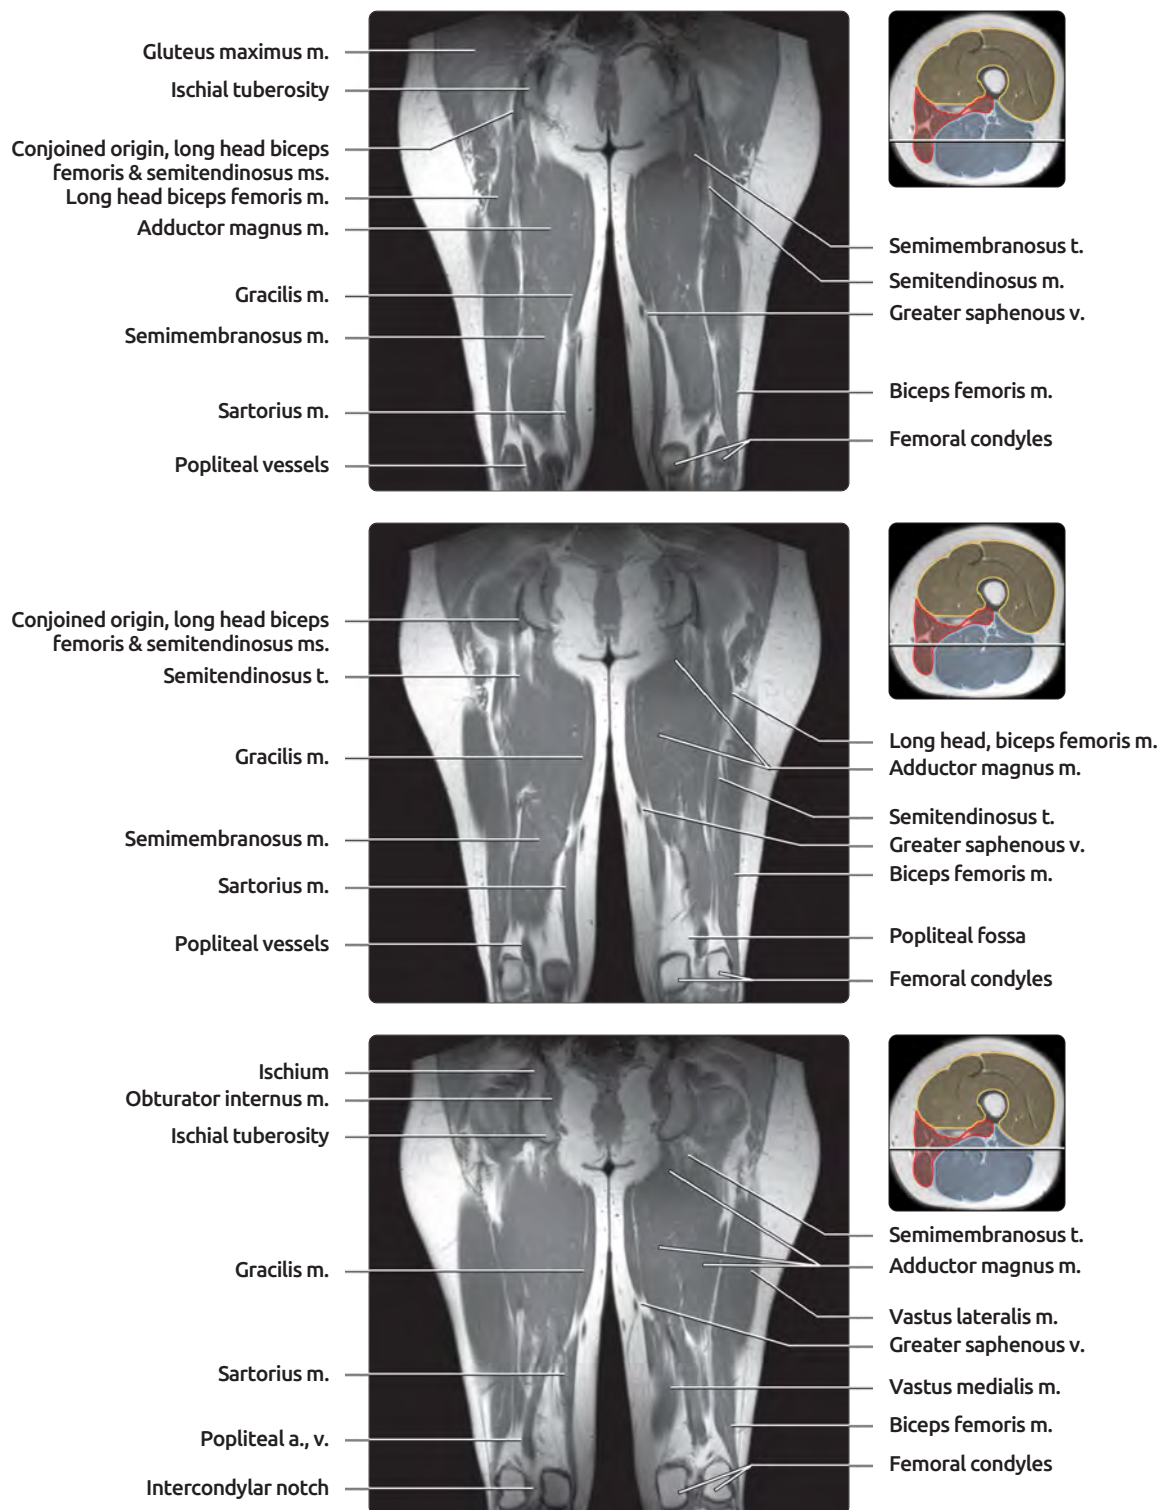 Gluteus maximus m.
Ischial tuberosity
Conjoined origin, long head biceps
femoris & semitendinosus ms.
Long head biceps femoris m.
Adductor magnus m.
Gracilis m.
Semimembranosus m.
Sartorius m.
Popliteal vessels
Semimembranosus t.
Semitendinosus m.
Greater saphenous v.
Biceps femoris m.
Femoral condyles
Conjoined origin, long head biceps
femoris & semitendinosus ms.
Semitendinosus t.
Gracilis m.
Semimembranosus m.
Sartorius m.
Popliteal vessels
Long head, biceps femoris m.
Adductor magnus m.
Semitendinosus t.
Greater saphenous v.
Biceps femoris m.
Popliteal fossa
Femoral condyles
Ischium
Obturator internus m.
Ischial tuberosity
Gracilis m.
Sartorius m.
Popliteal a., v.
Intercondylar notch
Semimembranosus t.
Adductor magnus m.
Vastus lateralis m.
Greater saphenous v.
Vastus medialis m.
Biceps femoris m.
Femoral condyles